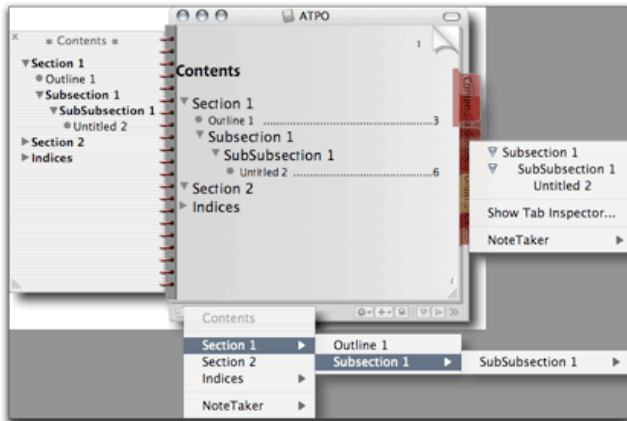 x
Contents
Section 1
Outline 1
Subsection 1
SubSubsection 1
Untitled 2
Section 2
Indices
ATPO
1
Contents
Section 1
Outline 1 3
Subsection 1
SubSubsection 1
Untitled 2 6
Section 2
Indices
Contents
Subsection 1
SubSubsection 1
Untitled 2
Show Tab Inspector...
NoteTaker
Contents
Section 1
Section 2
Indices
NoteTaker
Outline 1
Subsection 1
SubSubsection 1